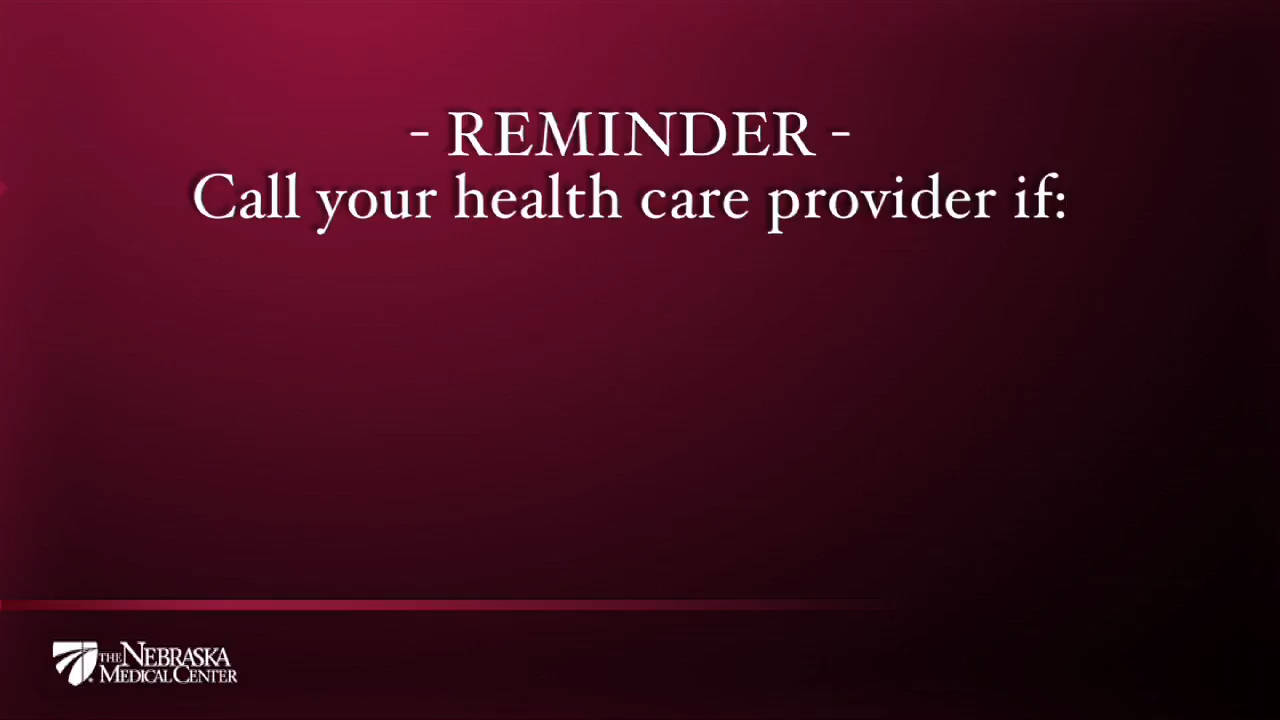 - REMINDER -
Call your health care provider if:
THE NEBRASKA
MEDICAL CENTER